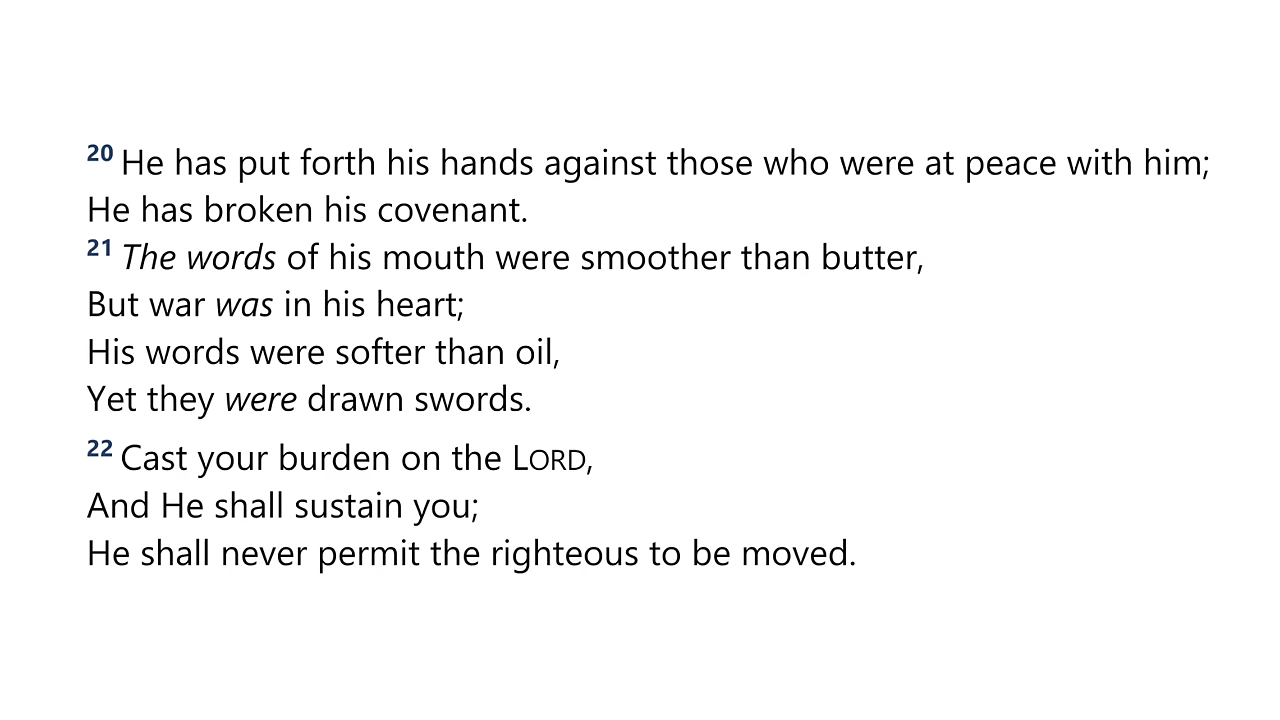 20 He has put forth his hands against those who were at peace with him;
He has broken his covenant.
21 The words of his mouth were smoother than butter,
But war was in his heart;
His words were softer than oil,
Yet they were drawn swords.
22 Cast your burden on the LORD,
And He shall sustain you;
He shall never permit the righteous to be moved.